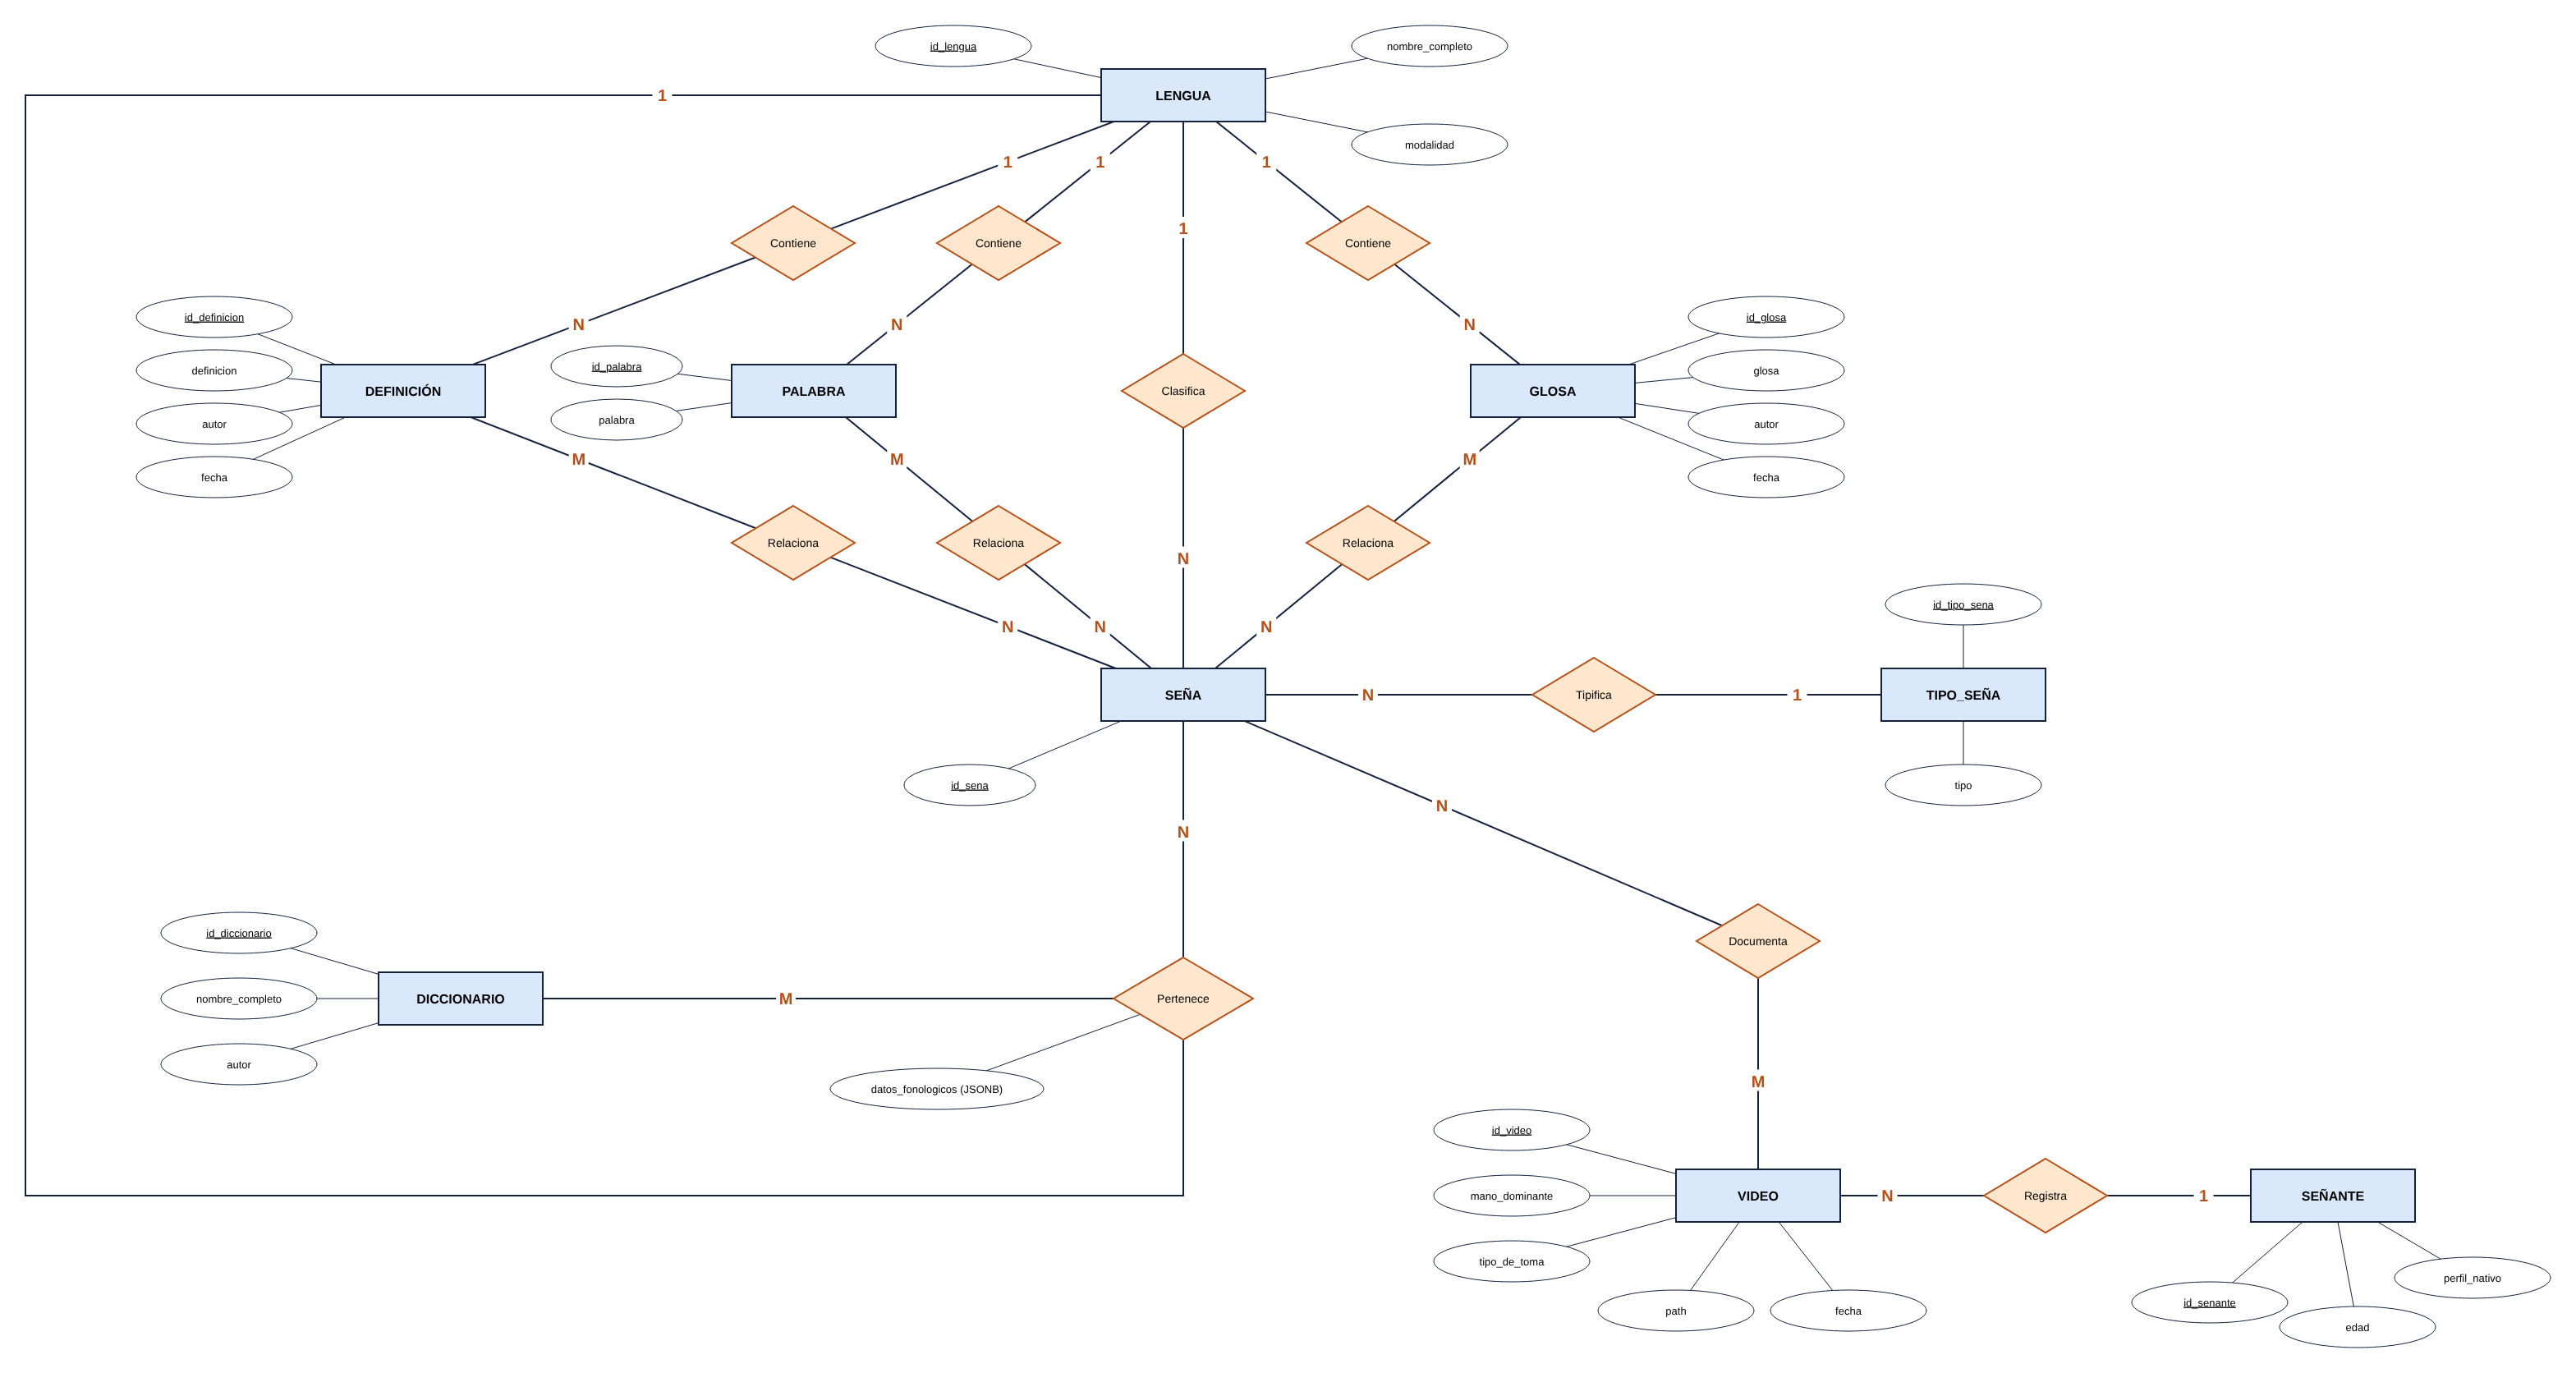 id_lengua
nombre_completo
LENGUA
1
modalidad
1
1
1
1
Contiene
Contiene
Contiene
id_definicion
id_glosa
N
N
N
id_palabra
definicion
glosa
DEFINICIÓN
PALABRA
Clasifica
GLOSA
palabra
autor
autor
M
M
M
fecha
fecha
Relaciona
Relaciona
Relaciona
N
id_tipo_sena
N
N
N
SEÑA
N
Tipifica
1
TIPO_SEÑA
id_sena
tipo
N
N
id_diccionario
Documenta
nombre_completo
DICCIONARIO
M
Pertenece
autor
M
datos_fonologicos (JSONB)
id_video
mano_dominante
VIDEO
N
Registra
1
SEÑANTE
tipo_de_toma
perfil_nativo
id_senante
path
fecha
edad